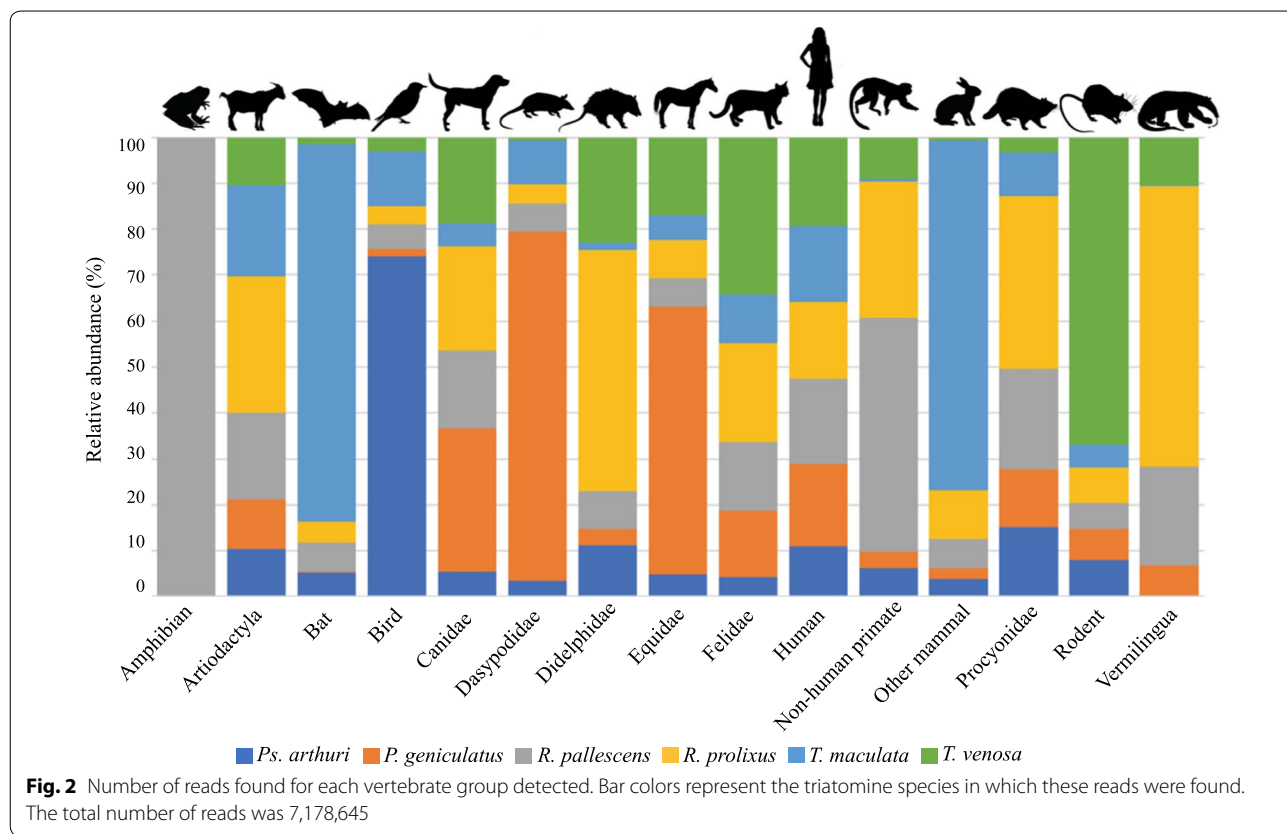 100
90
80
70
60
50
40
30
20
10
0
Relative abundance (%)
Amphibian
Artiodactyla
Bat
Bird
Canidae
Dasypodidae
Didelphidae
Equidae
Felidae
Human
Non-human primate
Other mammal
Procyonidae
Rodent
Vermilingua
Ps. arthuri P. geniculatus R. pallescens R. prolixus T. maculata T. venosa
Fig. 2 Number of reads found for each vertebrate group detected. Bar colors represent the triatomine species in which these reads were found.
The total number of reads was 7,178,645